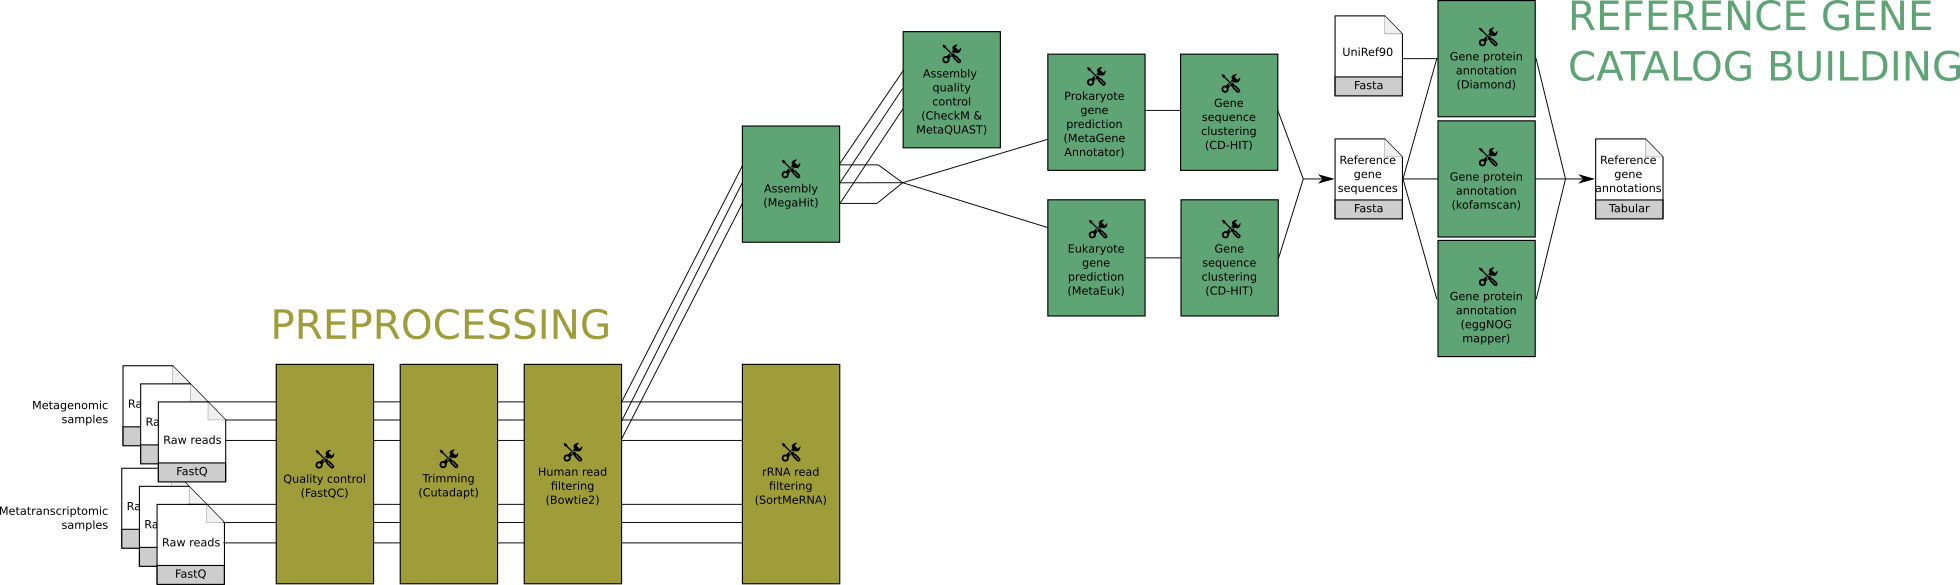 REFERENCE GENE
CATALOG BUILDING
PREPROCESSING
Metagenomic
samples
Ra
Ra
Raw reads
FastQ
Metatranscriptomic
samples
Ra
Ra
Raw reads
FastQ
Quality control
(FastQC)
Trimming
(Cutadapt)
Human read
filtering
(Bowtie2)
rRNA read
filtering
(SortMeRNA)
Assembly
(MegaHit)
Assembly
quality
control
(CheckM &
MetaQUAST)
Prokaryote
gene
prediction
(MetaGene
Annotator)
Gene
sequence
clustering
(CD-HIT)
Eukaryote
gene
prediction
(MetaEuk)
Gene
sequence
clustering
(CD-HIT)
UniRef90
Fasta
Reference
gene
sequences
Fasta
Gene protein
annotation
(Diamond)
Gene protein
annotation
(kofamscan)
Gene protein
annotation
(eggNOG
mapper)
Reference
gene
annotations
Tabular